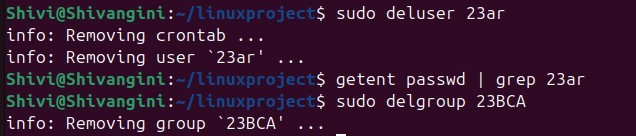 Shivi@Shivangini:~/linuxproject$ sudo deluser 23ar
info: Removing crontab ...
info: Removing user `23ar' ...
Shivi@Shivangini:~/linuxproject$ getent passwd | grep 23ar
Shivi@Shivangini:~/linuxproject$ sudo delgroup 23BCA
info: Removing group `23BCA' ...